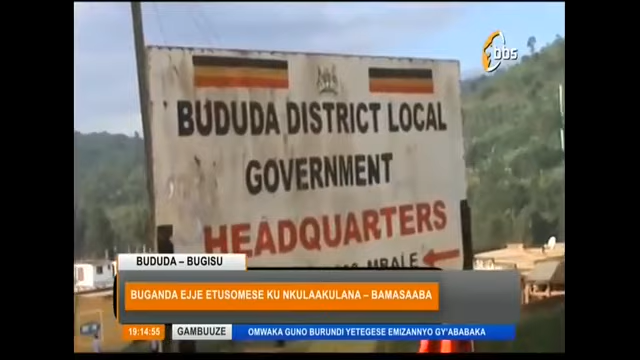 bbs
BUDUDA DISTRICT LOCAL
GOVERNMENT
HEADQUARTERS
MBALE
BUDUDA – BUGISU
BUGANDA EJJE ETUSOMESE KU NKULAAKULANA – BAMASAABA
19:14:55 GAMBUUZE OMWAKA GUNO BURUNDI YETEGESE EMIZANNYO GY'ABABAKA